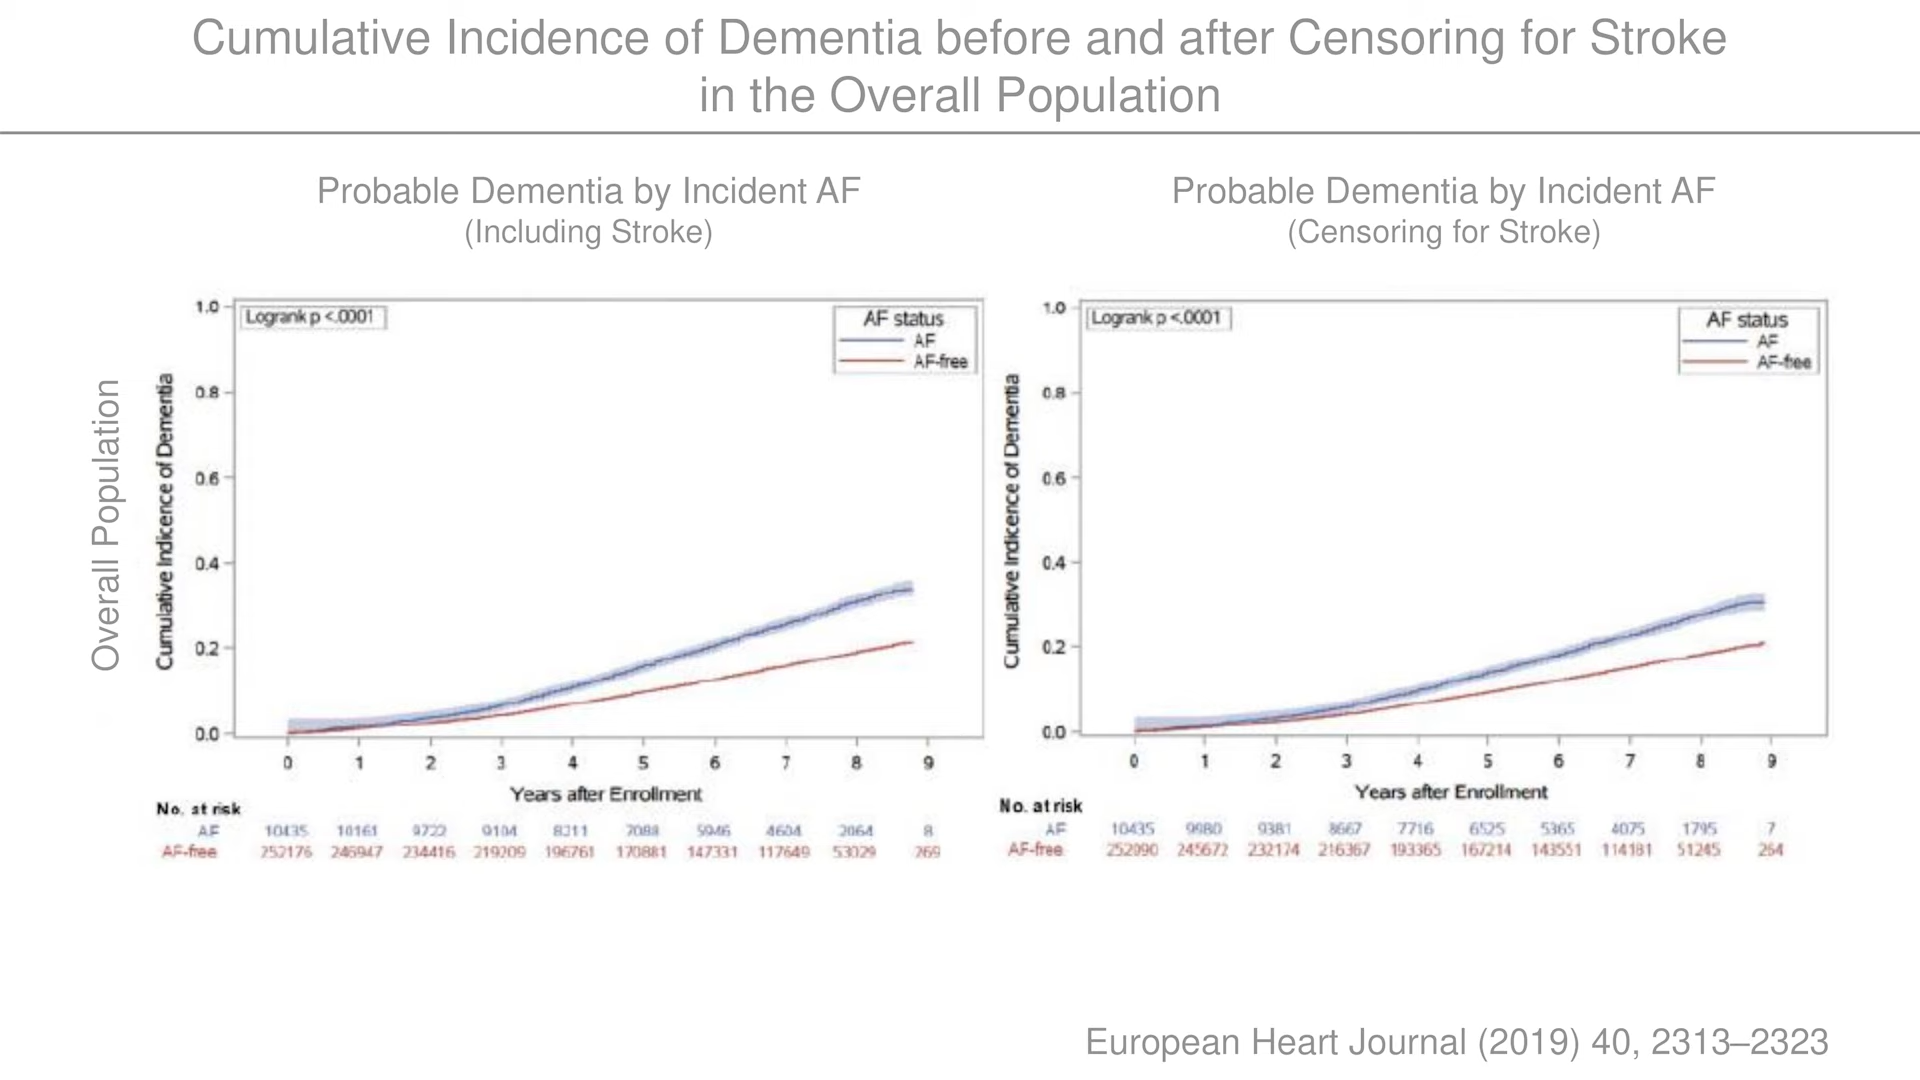 Cumulative Incidence of Dementia before and after Censoring for Stroke
in the Overall Population
Probable Dementia by Incident AF
(Including Stroke)
Overall Population
Cumulative Indicence of Dementia
1.0
0.8
0.6
0.4
0.2
0.0
Logrank p <.0001
AF status
AF
AF-free
0 1 2 3 4 5 6 7 8 9
Years after Enrollment
No. at risk
AF 10435 10161 9722 9104 8211 7088 5946 4604 2064 8
AF-free 252176 246947 234416 219209 196761 170881 147331 117649 53029 269
Probable Dementia by Incident AF
(Censoring for Stroke)
Cumulative Indicence of Dementia
1.0
0.8
0.6
0.4
0.2
0.0
Logrank p <.0001
AF status
AF
AF-free
0 1 2 3 4 5 6 7 8 9
Years after Enrollment
No. at risk
AF 10435 9980 9381 8667 7716 6525 5365 4075 1795 7
AF-free 252090 245672 232174 216367 193365 167214 143551 114181 51245 264
European Heart Journal (2019) 40, 2313–2323